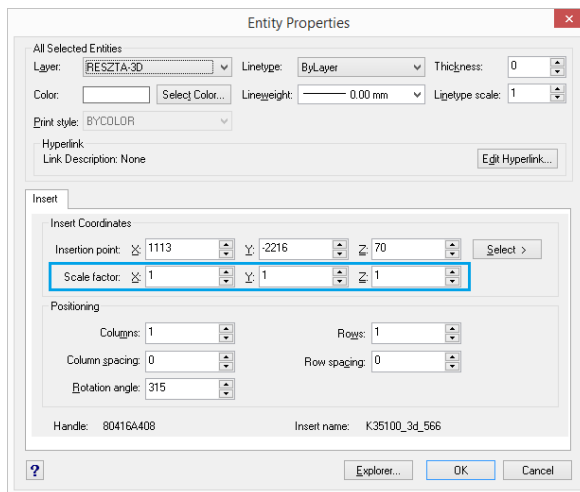 Entity Properties
All Selected Entities
Layer: RESZTA-3D Linetype: ByLayer Thickness: 0
Color: Select Color... Lineweight: 0.00 mm Linetype scale: 1
Print style: BYCOLOR
Hyperlink
Link Description: None Edit Hyperlink...
Insert
Insert Coordinates
Insertion point: X: 1113 Y: -2216 Z: 70 Select >
Scale factor: X: 1 Y: 1 Z: 1
Positioning
Columns: 1 Rows: 1
Column spacing: 0 Row spacing: 0
Rotation angle: 315
Handle: 80416A408 Insert name: K35100_3d_566
? Explorer... OK Cancel